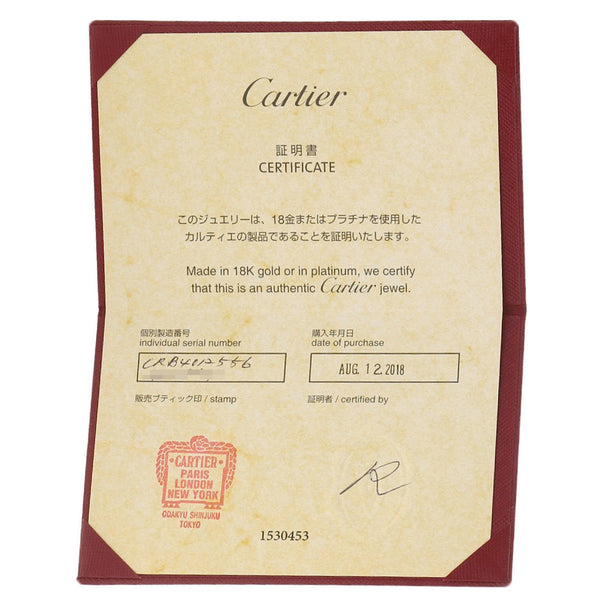 Cartier
証明書
CERTIFICATE
このジュエリーは、18金またはプラチナを使用した
カルティエの製品であることを証明いたします。
Made in 18K gold or in platinum, we certify
that this is an authentic Cartier jewel.
個別製造番号
individual serial number
CRB4012556
購入年月日
date of purchase
AUG. 12.2018
販売ブティック印 / stamp
証明者 / certified by
CARTIER
PARIS
LONDON
NEW YORK
ODAKYU SHINJUKU
TOKYO
1530453